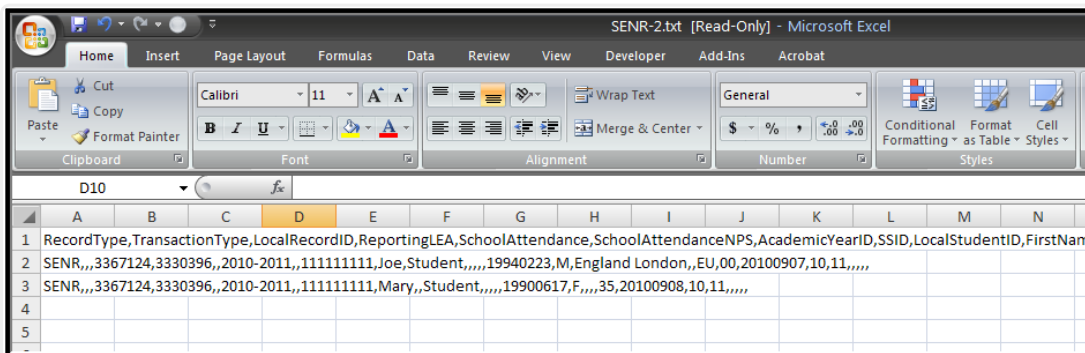 SENR-2.txt [Read-Only] - Microsoft Excel
Home Insert Page Layout Formulas Data Review View Developer Add-Ins Acrobat
Cut
Copy
Paste
Format Painter
Clipboard
Calibri 11 A A
B I U A
Font
Wrap Text
Merge & Center
Alignment
General
$ % , .0 .00 .00 .0
Number
Conditional Formatting
Format as Table
Cell Styles
Styles
D10 fx
A B C D E F G H I J K L M N
1 RecordType,TransactionType,LocalRecordID,ReportingLEA,SchoolAttendance,SchoolAttendanceNPS,AcademicYearID,SSID,LocalStudentID,FirstNam
2 SENR,,,3367124,3330396,,2010-2011,,111111111,Joe,Student,,,,,19940223,M,England London,,EU,00,20100907,10,11,,,,,
3 SENR,,,3367124,3330396,,2010-2011,,111111111,Mary,,Student,,,,,19900617,F,,,,35,20100908,10,11,,,,,
4
5